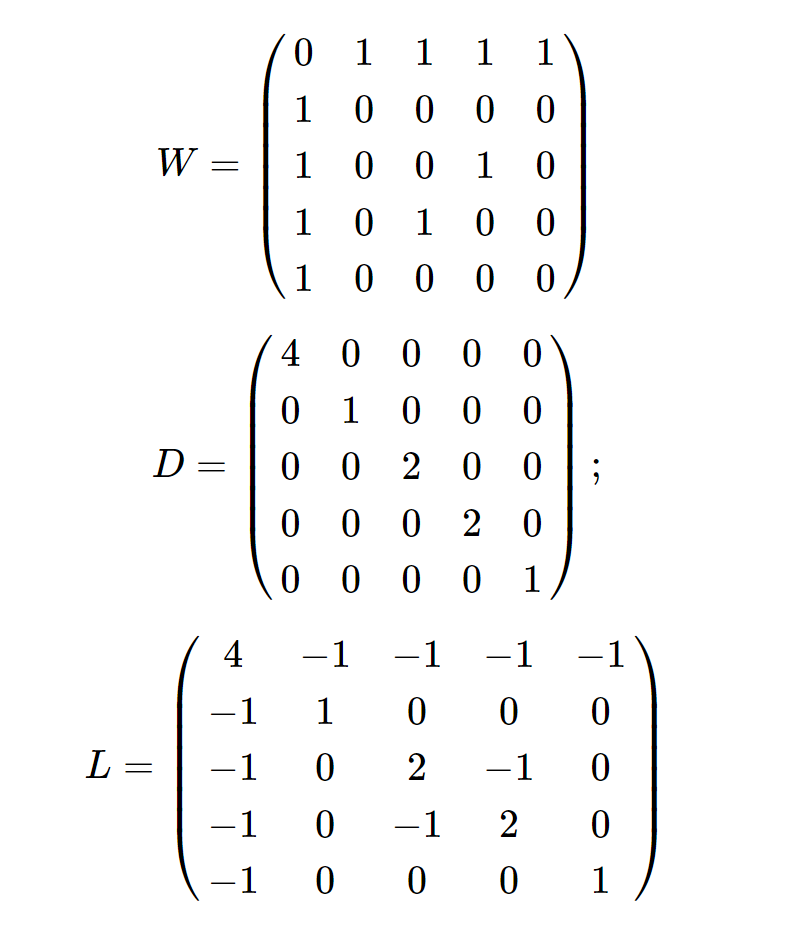 W = ( 0 1 1 1 1
1 0 0 0 0
1 0 0 1 0
1 0 1 0 0
1 0 0 0 0 )
D = ( 4 0 0 0 0
0 1 0 0 0
0 0 2 0 0
0 0 0 2 0
0 0 0 0 1 ) ;
L = ( 4 −1 −1 −1 −1
−1 1 0 0 0
−1 0 2 −1 0
−1 0 −1 2 0
−1 0 0 0 1 )